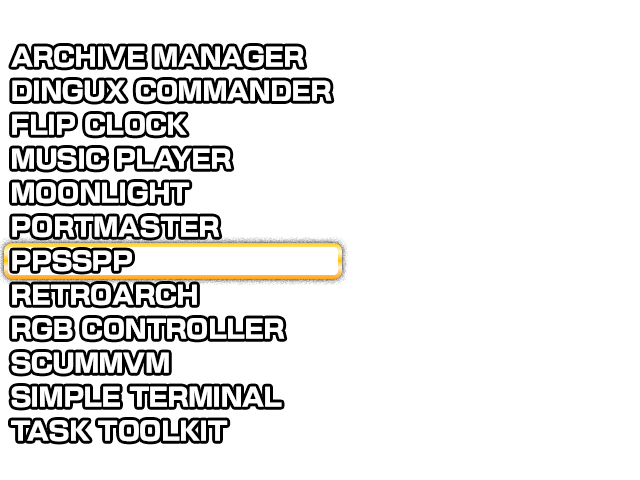 ARCHIVE MANAGER
DINGUX COMMANDER
FLIP CLOCK
MUSIC PLAYER
MOONLIGHT
PORTMASTER
PPSSPP
RETROARCH
RGB CONTROLLER
SCUMMVM
SIMPLE TERMINAL
TASK TOOLKIT